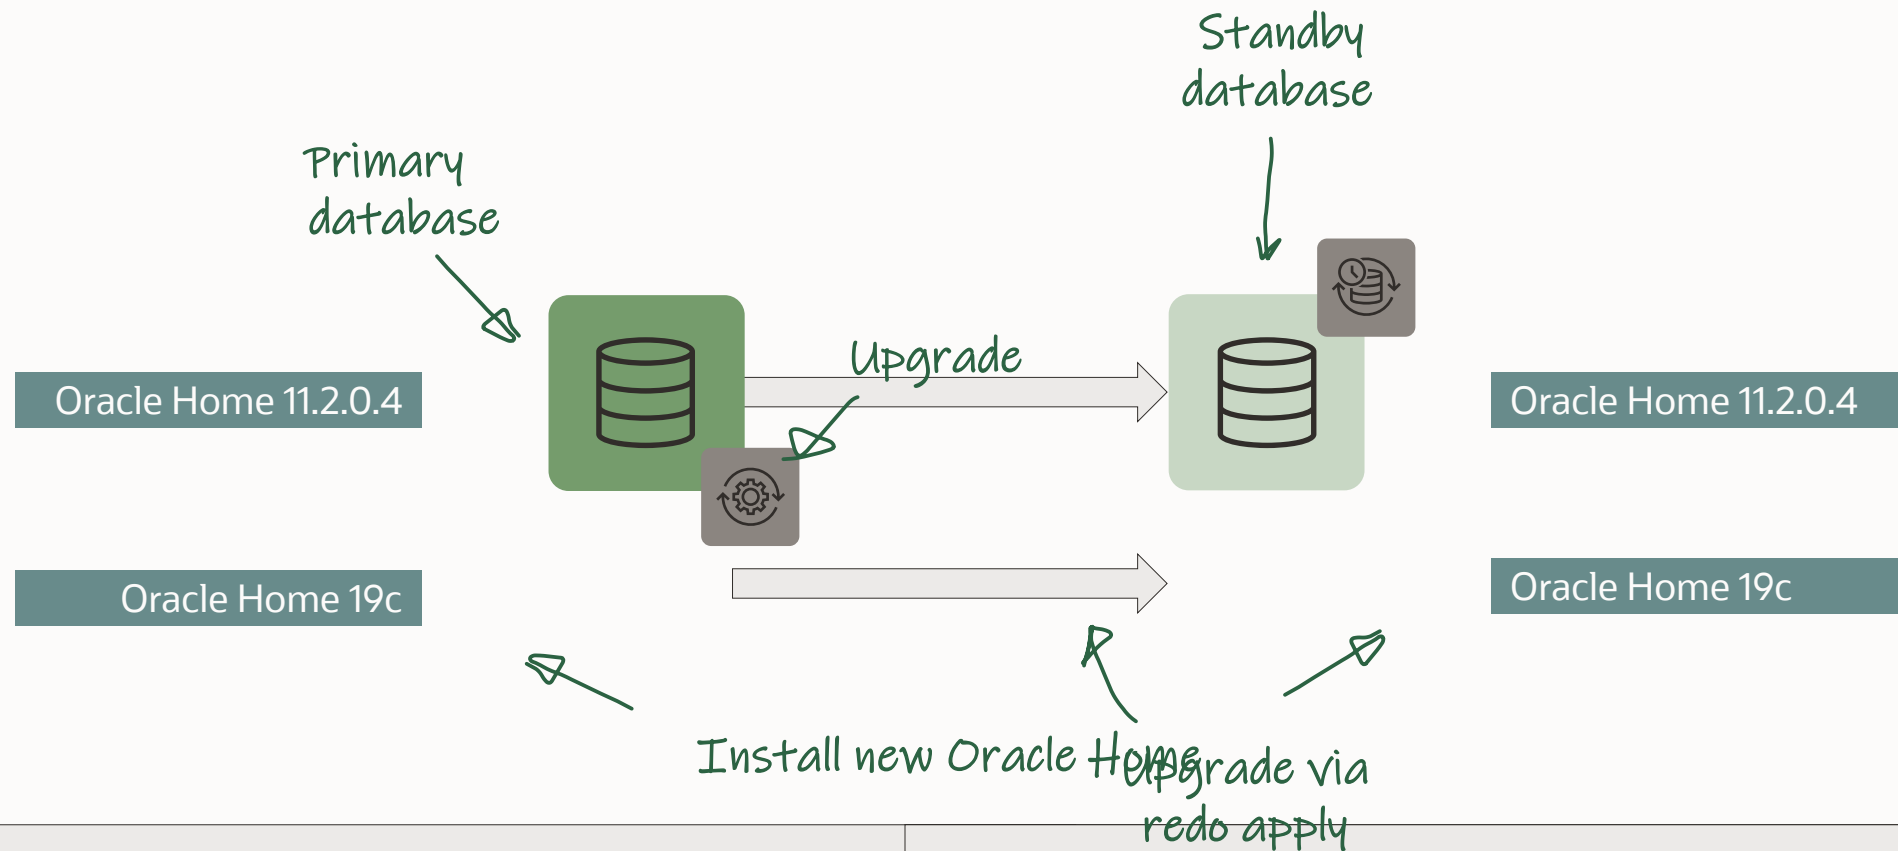 Standby
database
Primary
database
Upgrade
Oracle Home 11.2.0.4
Oracle Home 11.2.0.4
Oracle Home 19c
Oracle Home 19c
Install new Oracle Home
Upgrade via
redo apply